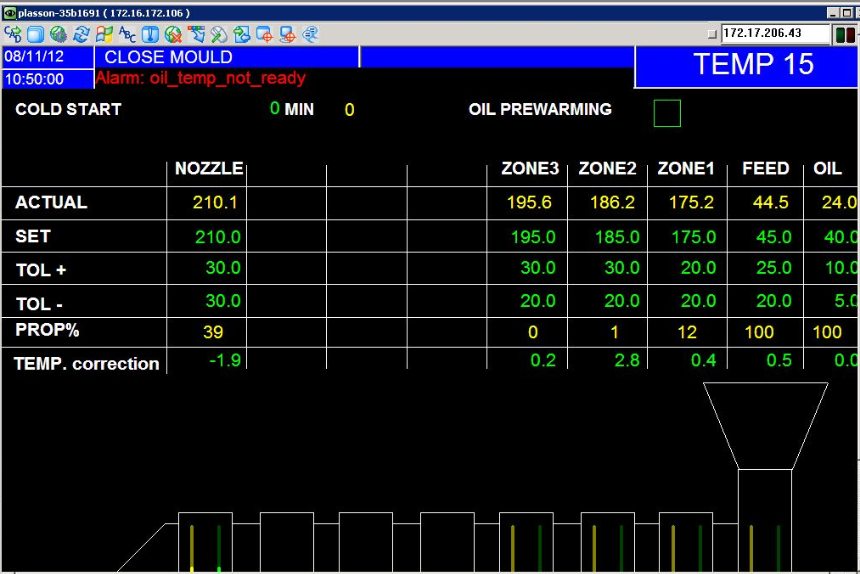 plasson-35b1691 ( 172.16.172.106 )
172.17.206.43
08/11/12 CLOSE MOULD TEMP 15
10:50:00 Alarm: oil_temp_not_ready
COLD START 0 MIN 0 OIL PREWARMING
NOZZLE ZONE3 ZONE2 ZONE1 FEED OIL
ACTUAL 210.1 195.6 186.2 175.2 44.5 24.0
SET 210.0 195.0 185.0 175.0 45.0 40.0
TOL + 30.0 30.0 30.0 20.0 25.0 10.0
TOL - 30.0 20.0 20.0 20.0 20.0 5.0
PROP% 39 0 1 12 100 100
TEMP. correction -1.9 0.2 2.8 0.4 0.5 0.0